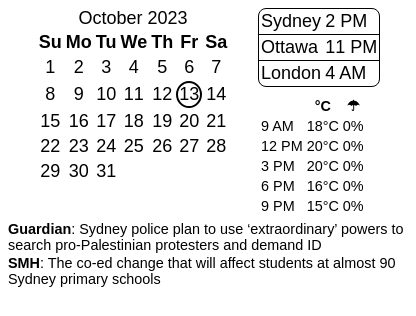 October 2023
Su Mo Tu We Th Fr Sa
1 2 3 4 5 6 7
8 9 10 11 12 13 14
15 16 17 18 19 20 21
22 23 24 25 26 27 28
29 30 31
Sydney 2 PM
Ottawa 11 PM
London 4 AM
°C ☂
9 AM 18°C 0%
12 PM 20°C 0%
3 PM 20°C 0%
6 PM 16°C 0%
9 PM 15°C 0%
Guardian: Sydney police plan to use ‘extraordinary’ powers to
search pro-Palestinian protesters and demand ID
SMH: The co-ed change that will affect students at almost 90
Sydney primary schools